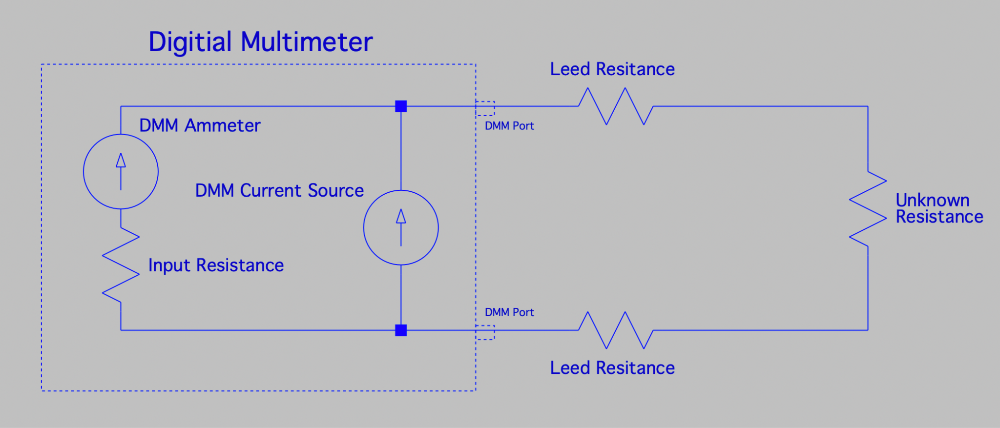 Digitial Multimeter
Leed Resitance
DMM Ammeter
DMM Port
DMM Current Source
Unknown
Resistance
Input Resistance
DMM Port
Leed Resitance